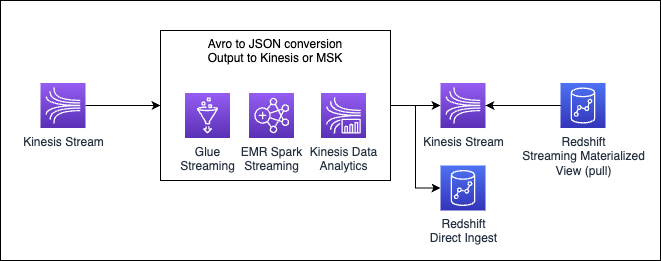 Avro to JSON conversion
Output to Kinesis or MSK
Kinesis Stream
Glue
Streaming
EMR Spark
Streaming
Kinesis Data
Analytics
Kinesis Stream
Redshift
Streaming Materialized
View (pull)
Redshift
Direct Ingest